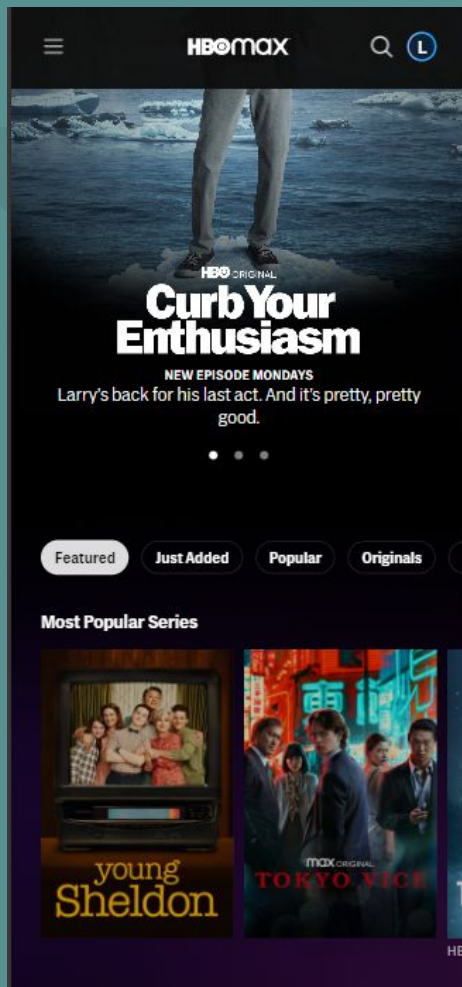 HBOmax
L
HBO ORIGINAL
Curb Your
Enthusiasm
NEW EPISODE MONDAYS
Larry's back for his last act. And it's pretty, pretty
good.
Featured Just Added Popular Originals
Most Popular Series
young
Sheldon
max ORIGINAL
TOKYO VICE
HB